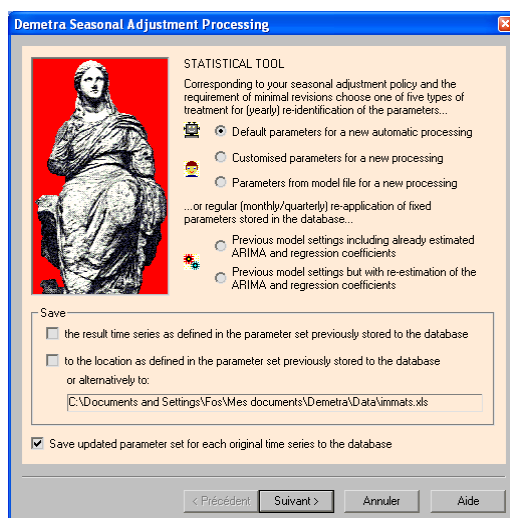 Demetra Seasonal Adjustment Processing
STATISTICAL TOOL
Corresponding to your seasonal adjustment policy and the
requirement of minimal revisions choose one of five types of
treatment for (yearly) re-identification of the parameters...
Default parameters for a new automatic processing
Customised parameters for a new processing
Parameters from model file for a new processing
...or regular (monthly/quarterly) re-application of fixed
parameters stored in the database...
Previous model settings including already estimated
ARIMA and regression coefficients
Previous model settings but with re-estimation of the
ARIMA and regression coefficients
Save
the result time series as defined in the parameter set previously stored to the database
to the location as defined in the parameter set previously stored to the database
or alternatively to:
C:\Documents and Settings\Fos\Mes documents\Demetra\Data\immats.xls
Save updated parameter set for each original time series to the database
< Précédent
Suivant >
Annuler
Aide